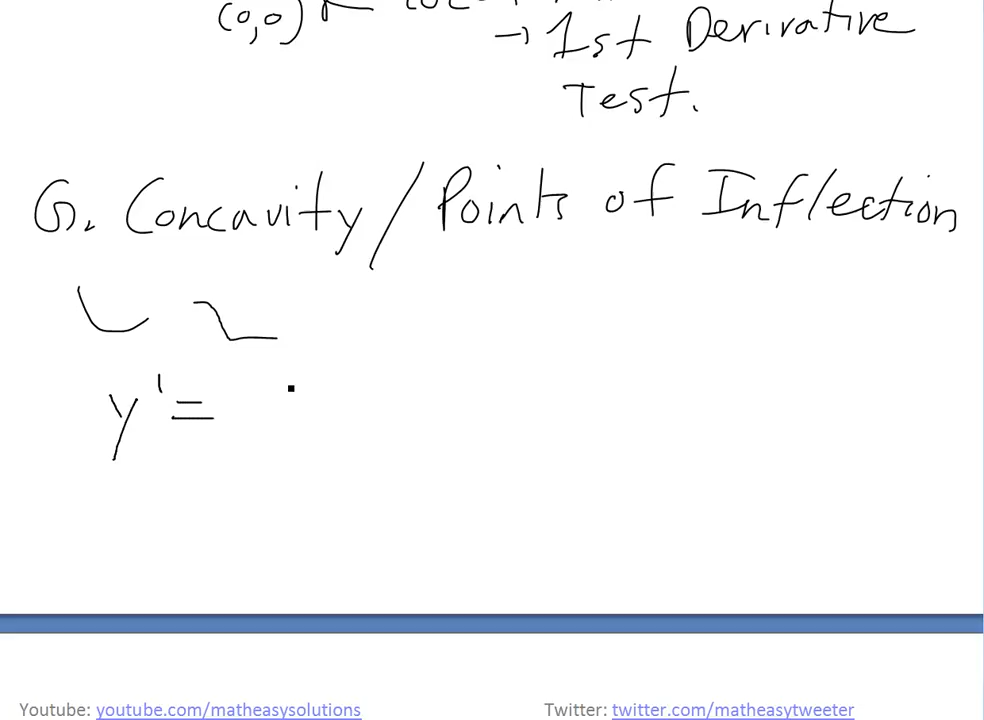 (0,0)
→ 1st Derivative
Test.
G. Concavity / Points of Inflection
y' =
Youtube: youtube.com/matheasysolutions Twitter: twitter.com/matheasytweeter